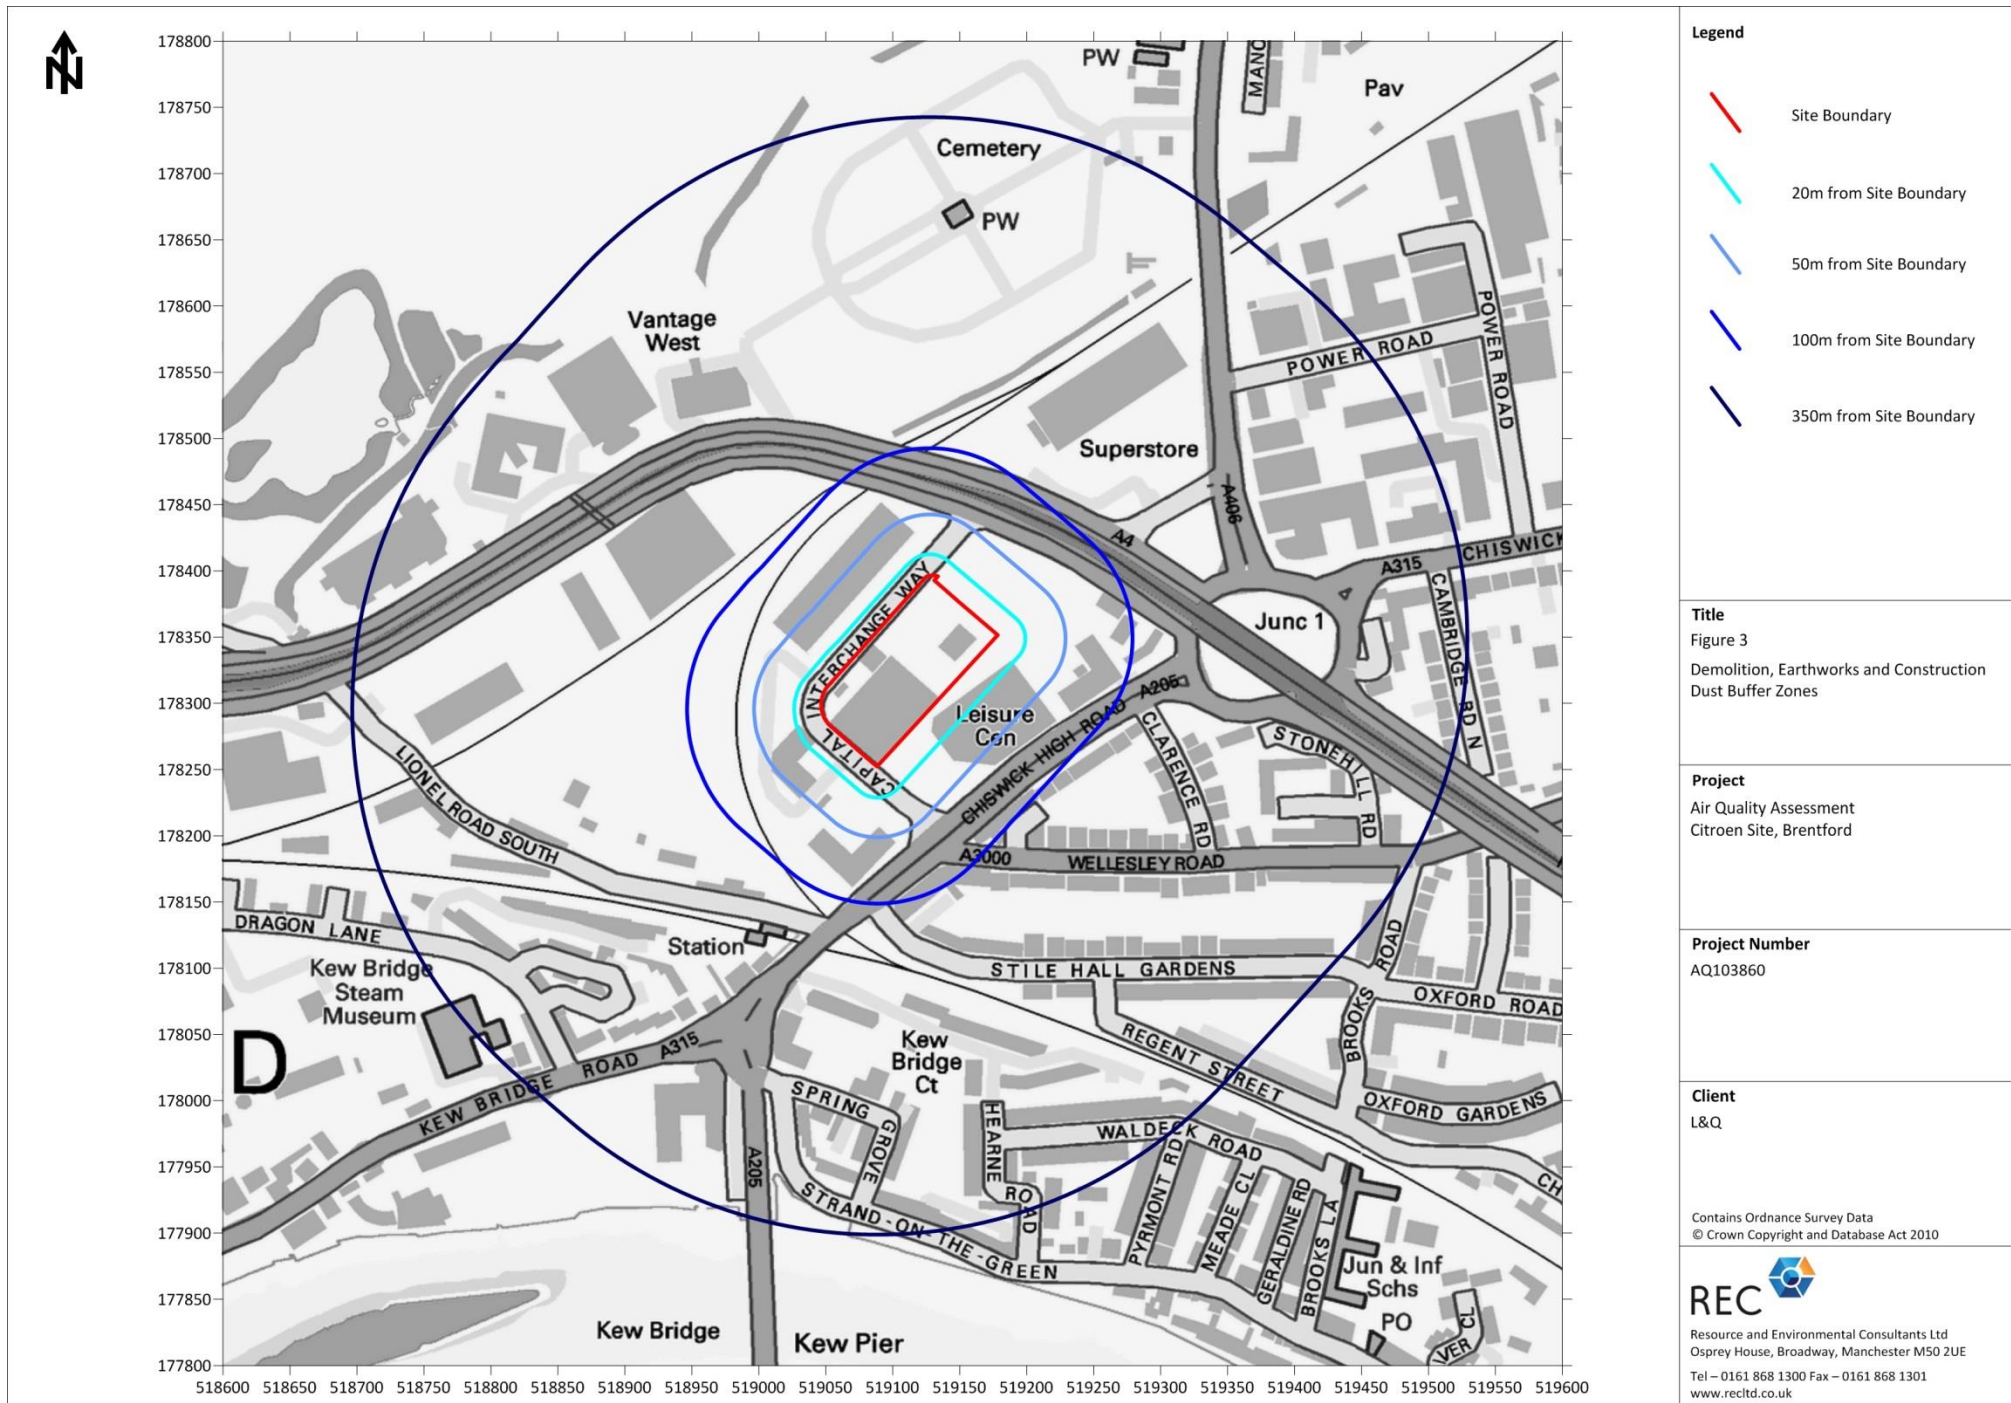 N
178800
178750
178700
178650
178600
178550
178500
178450
178400
178350
178300
178250
178200
178150
178100
178050
178000
177950
177900
177850
177800
518600 518650 518700 518750 518800 518850 518900 518950 519000 519050 519100 519150 519200 519250 519300 519350 519400 519450 519500 519550 519600
PW
MANO
Pav
Cemetery
PW
Vantage
West
POWER ROAD
POWER ROAD
Superstore
A406
A4
A315
CHISWICK
CAMBRIDGE RD N
4
Junc 1
INTERCHANGE WAY
CAPITAL
Leisure
Cen
A205
CHISWICK HIGH ROAD
CLARENCE RD
STONEHILL RD
LIONEL ROAD SOUTH
A3000
WELLESLEY ROAD
DRAGON LANE
Station
Kew Bridge
Steam
Museum
STILE HALL GARDENS
BROOKS ROAD
OXFORD ROAD
D
KEW BRIDGE ROAD A315
Kew
Bridge
Ct
REGENT STREET
OXFORD GARDENS
SPRING GROVE
HEARNE ROAD
WALDECK ROAD
A205
STRAND-ON-THE-GREEN
PYRMONT RD
MEADE CL
GERALDINE RD
BROOKS LA
CH
Jun & Inf
Schs
PO
VER CL
Kew Bridge
Kew Pier
Legend
Site Boundary
20m from Site Boundary
50m from Site Boundary
100m from Site Boundary
350m from Site Boundary
Title
Figure 3
Demolition, Earthworks and Construction
Dust Buffer Zones
Project
Air Quality Assessment
Citroen Site, Brentford
Project Number
AQ103860
Client
L&Q
Contains Ordnance Survey Data
© Crown Copyright and Database Act 2010
REC
Resource and Environmental Consultants Ltd
Osprey House, Broadway, Manchester M50 2UE
Tel – 0161 868 1300 Fax – 0161 868 1301
www.recltd.co.uk